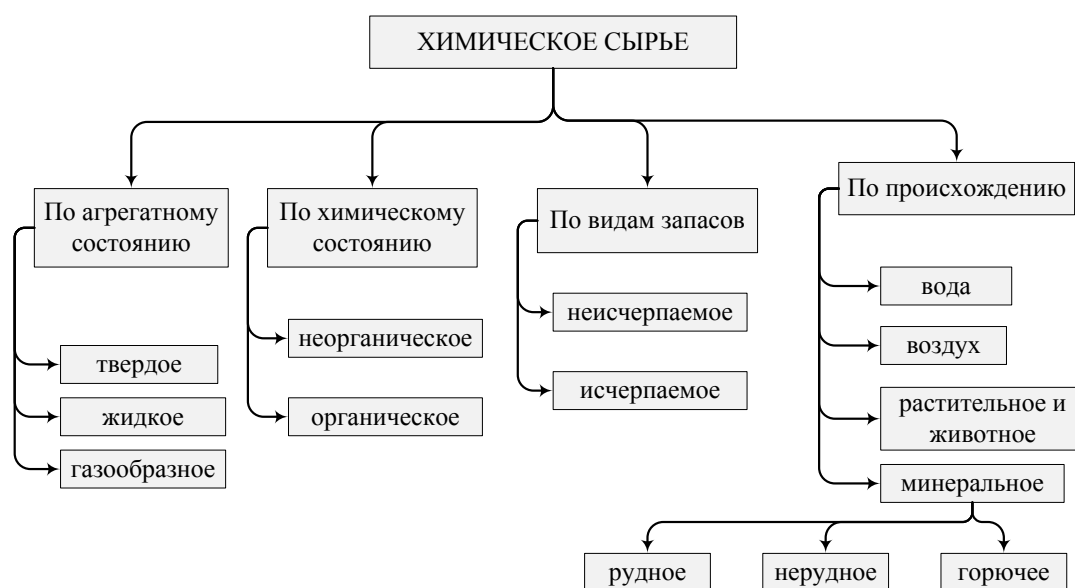 ХИМИЧЕСКОЕ СЫРЬЕ
По агрегатному
состоянию
твердое
жидкое
газообразное
По химическому
состоянию
неорганическое
органическое
По видам запасов
неисчерпаемое
исчерпаемое
По происхождению
вода
воздух
растительное и
животное
минеральное
рудное
нерудное
горючее